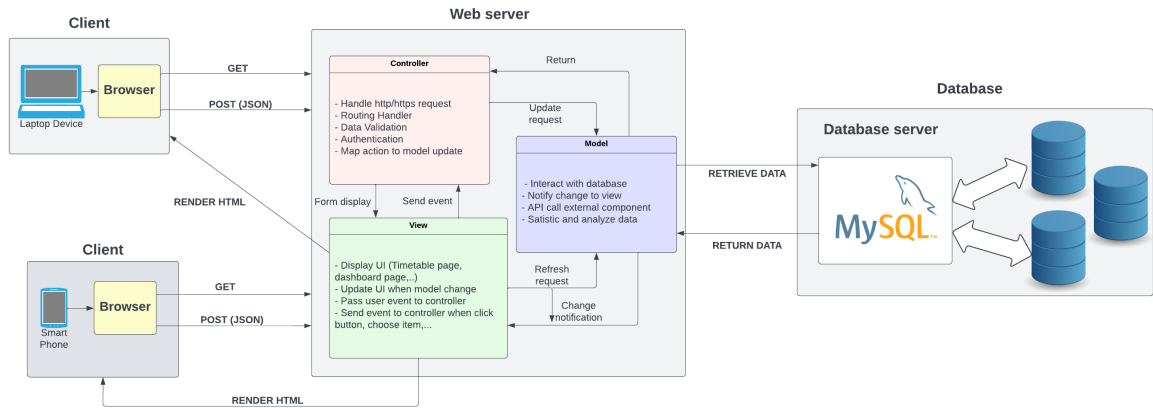 Client
Web server
Laptop Device
Browser
GET
POST (JSON)
RENDER HTML
Controller
- Handle http/https request
- Routing Handler
- Data Validation
- Authentication
- Map action to model update
Return
Update
request
Form display
Send event
Model
- Interact with database
- Notify change to view
- API call external component
- Satistic and analyze data
View
- Display UI (Timetable page,
dashboard page,..)
- Update UI when model change
- Pass user event to controller
- Send event to controller when click
button, choose item,...
Refresh
request
Change
notification
RETRIEVE DATA
RETURN DATA
Database
Database server
MySQL™
Client
Smart
Phone
Browser
GET
POST (JSON)
RENDER HTML